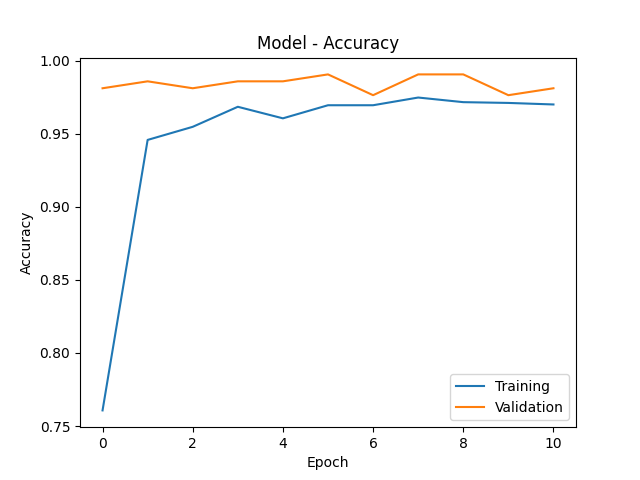 Model - Accuracy
1.00
0.95
0.90
0.85
0.80
0.75
Accuracy
0 2 4 6 8 10
Epoch
Training
Validation